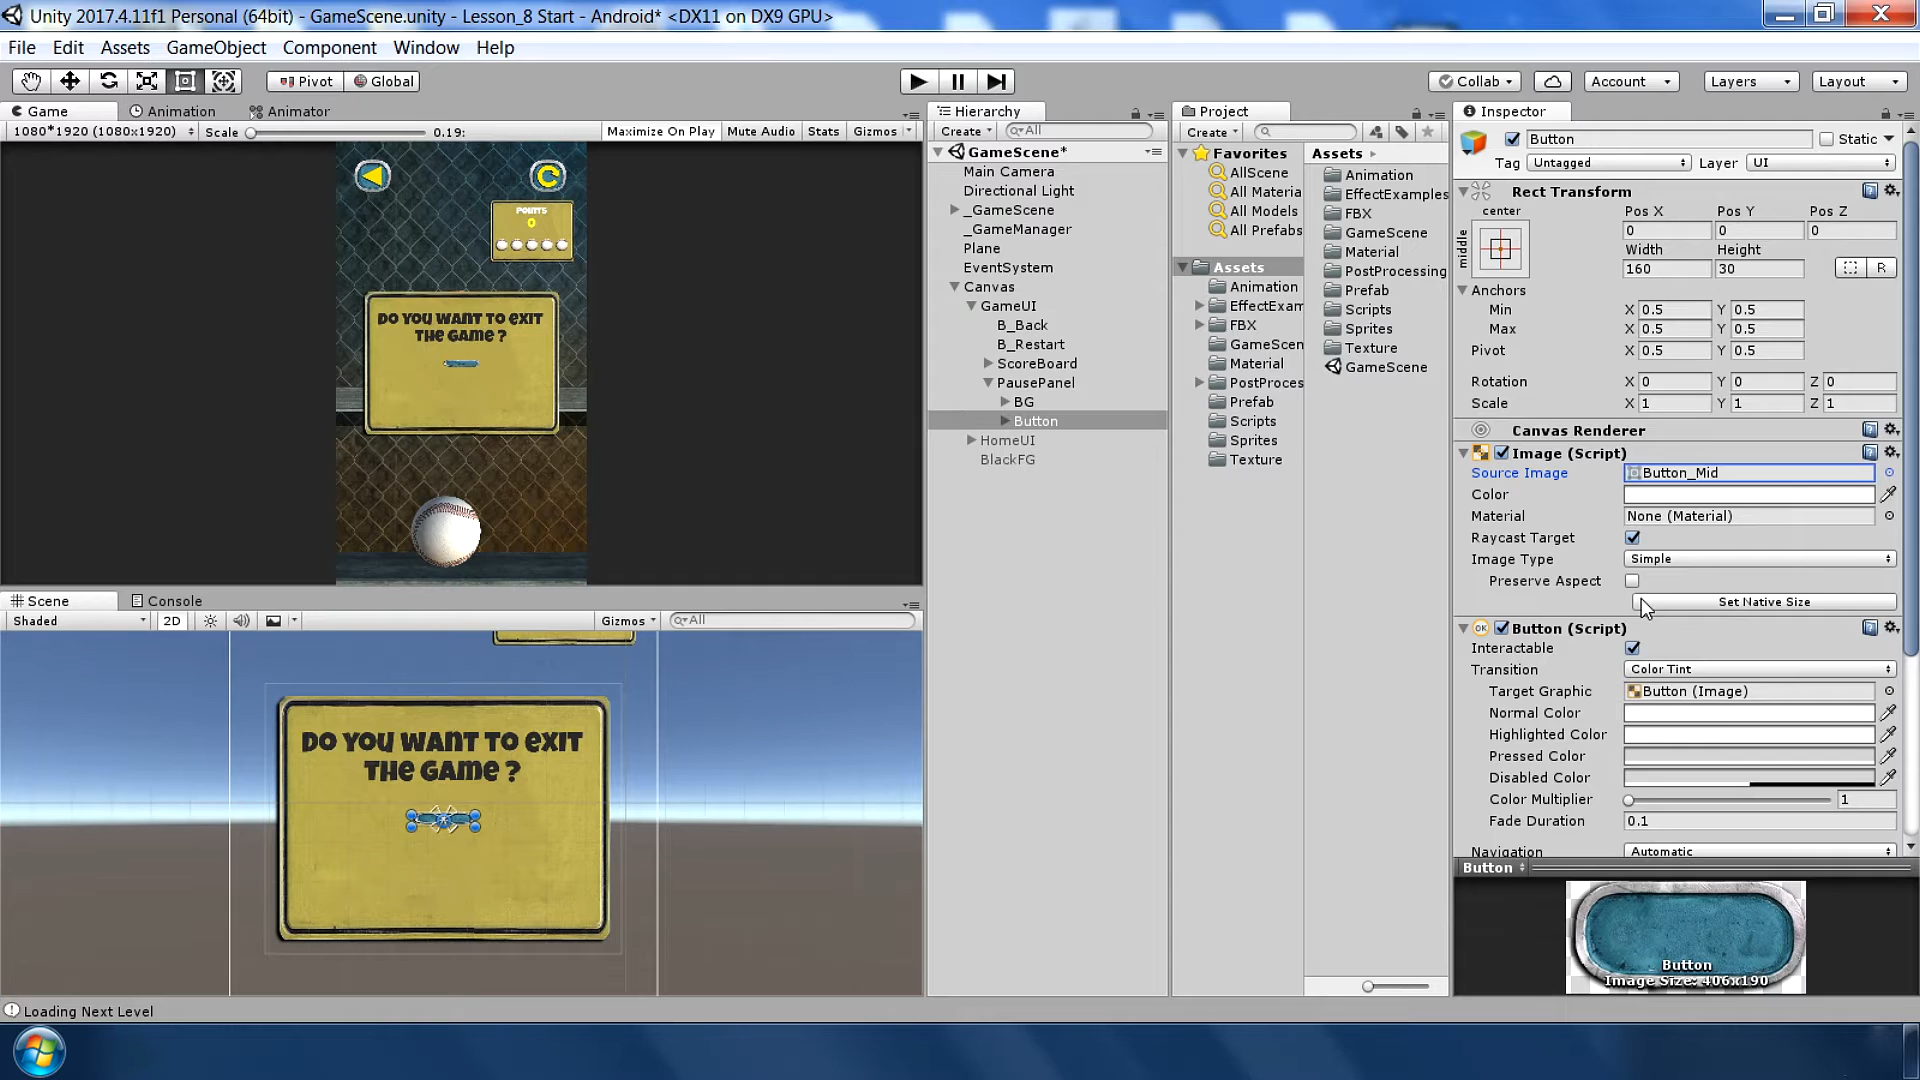 Unity 2017.4.11f1 Personal (64bit) - GameScene.unity - Lesson_8 Start - Android* <DX11 on DX9 GPU>
File Edit Assets GameObject Component Window Help
Pivot Global Collab Account Layers Layout
Game Animation Animator
1080*1920 (1080x1920) Scale 0.19: Maximize On Play Mute Audio Stats Gizmos
POINTS
0
DO YOU WANT TO EXIT
THE GAME ?
Scene Console
Shaded 2D Gizmos All
DO YOU WANT TO EXIT
THE GAME ?
Loading Next Level
Hierarchy
Create All
GameScene*
Main Camera
Directional Light
_GameScene
_GameManager
Plane
EventSystem
Canvas
GameUI
B_Back
B_Restart
ScoreBoard
PausePanel
BG
Button
HomeUI
BlackFG
Project
Create
Favorites
AllScene
All Materia
All Models
All Prefabs
Assets
Animation
EffectExam
FBX
GameScen
Material
PostProces
Prefab
Scripts
Sprites
Texture
Assets
Animation
EffectExamples
FBX
GameScene
Material
PostProcessing
Prefab
Scripts
Sprites
Texture
GameScene
Inspector
Button Static
Tag Untagged Layer UI
Rect Transform
center Pos X Pos Y Pos Z
middle 0 0 0
Width Height
160 30 R
Anchors
Min X 0.5 Y 0.5
Max X 0.5 Y 0.5
Pivot X 0.5 Y 0.5
Rotation X 0 Y 0 Z 0
Scale X 1 Y 1 Z 1
Canvas Renderer
Image (Script)
Source Image Button_Mid
Color
Material None (Material)
Raycast Target
Image Type Simple
Preserve Aspect
Set Native Size
OK Button (Script)
Interactable
Transition Color Tint
Target Graphic Button (Image)
Normal Color
Highlighted Color
Pressed Color
Disabled Color
Color Multiplier 1
Fade Duration 0.1
Navigation Automatic
Button
Button
Image Size: 406x190